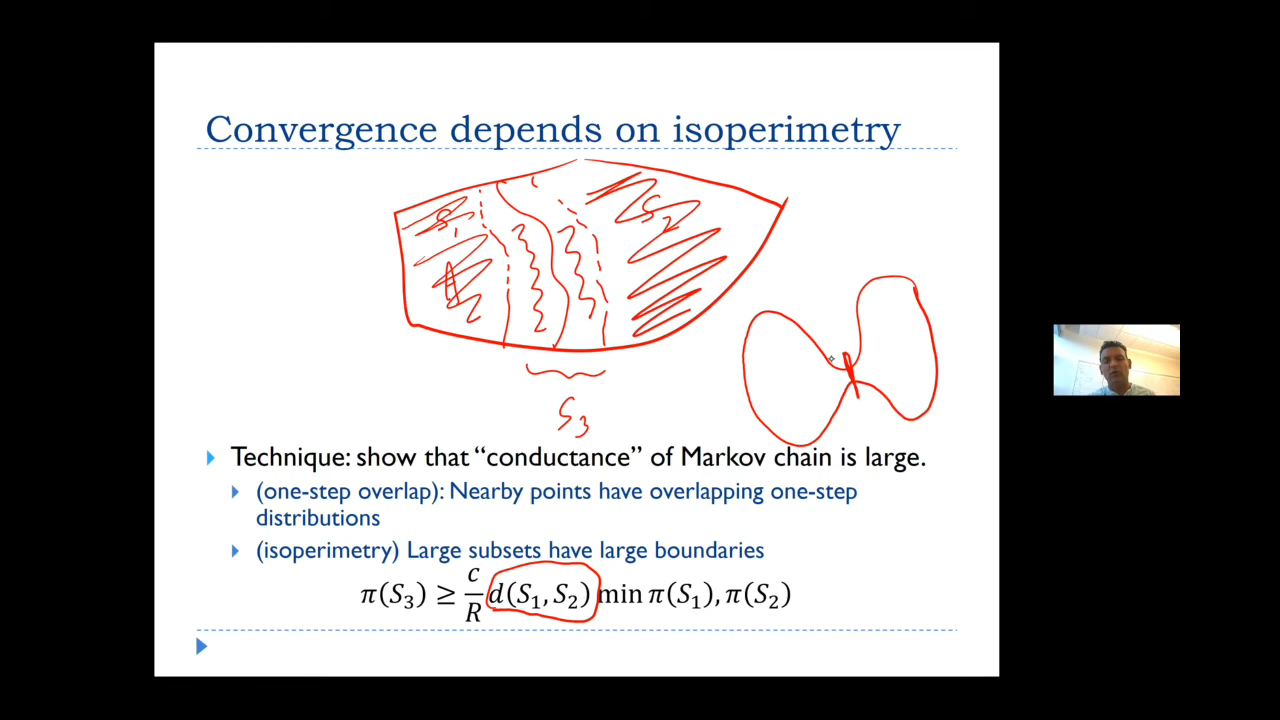 Convergence depends on isoperimetry
S₁
S₂
S₃
Technique: show that “conductance” of Markov chain is large.
(one-step overlap): Nearby points have overlapping one-step
distributions
(isoperimetry) Large subsets have large boundaries
π(S₃) ≥ c/R d(S₁, S₂) min π(S₁), π(S₂)